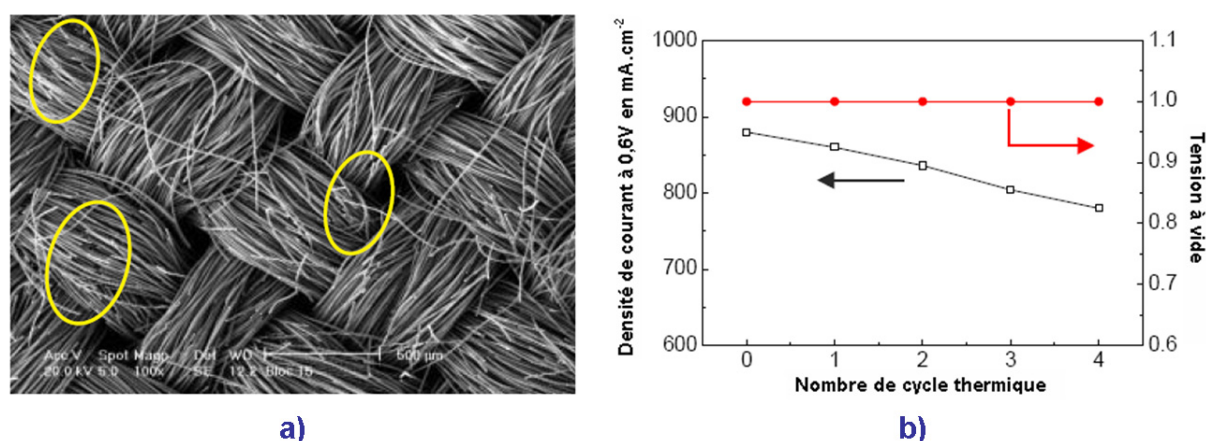 Acc.V Spot Magn Det WD 500 µm
20.0 kV 5.0 100x SE 12.2 Bloc 15
a)
Densité de courant à 0,6V en mA.cm-2
1000
900
800
700
600
0 1 2 3 4
Nombre de cycle thermique
1.1
1.0
0.9
0.8
0.7
0.6
Tension à vide
b)